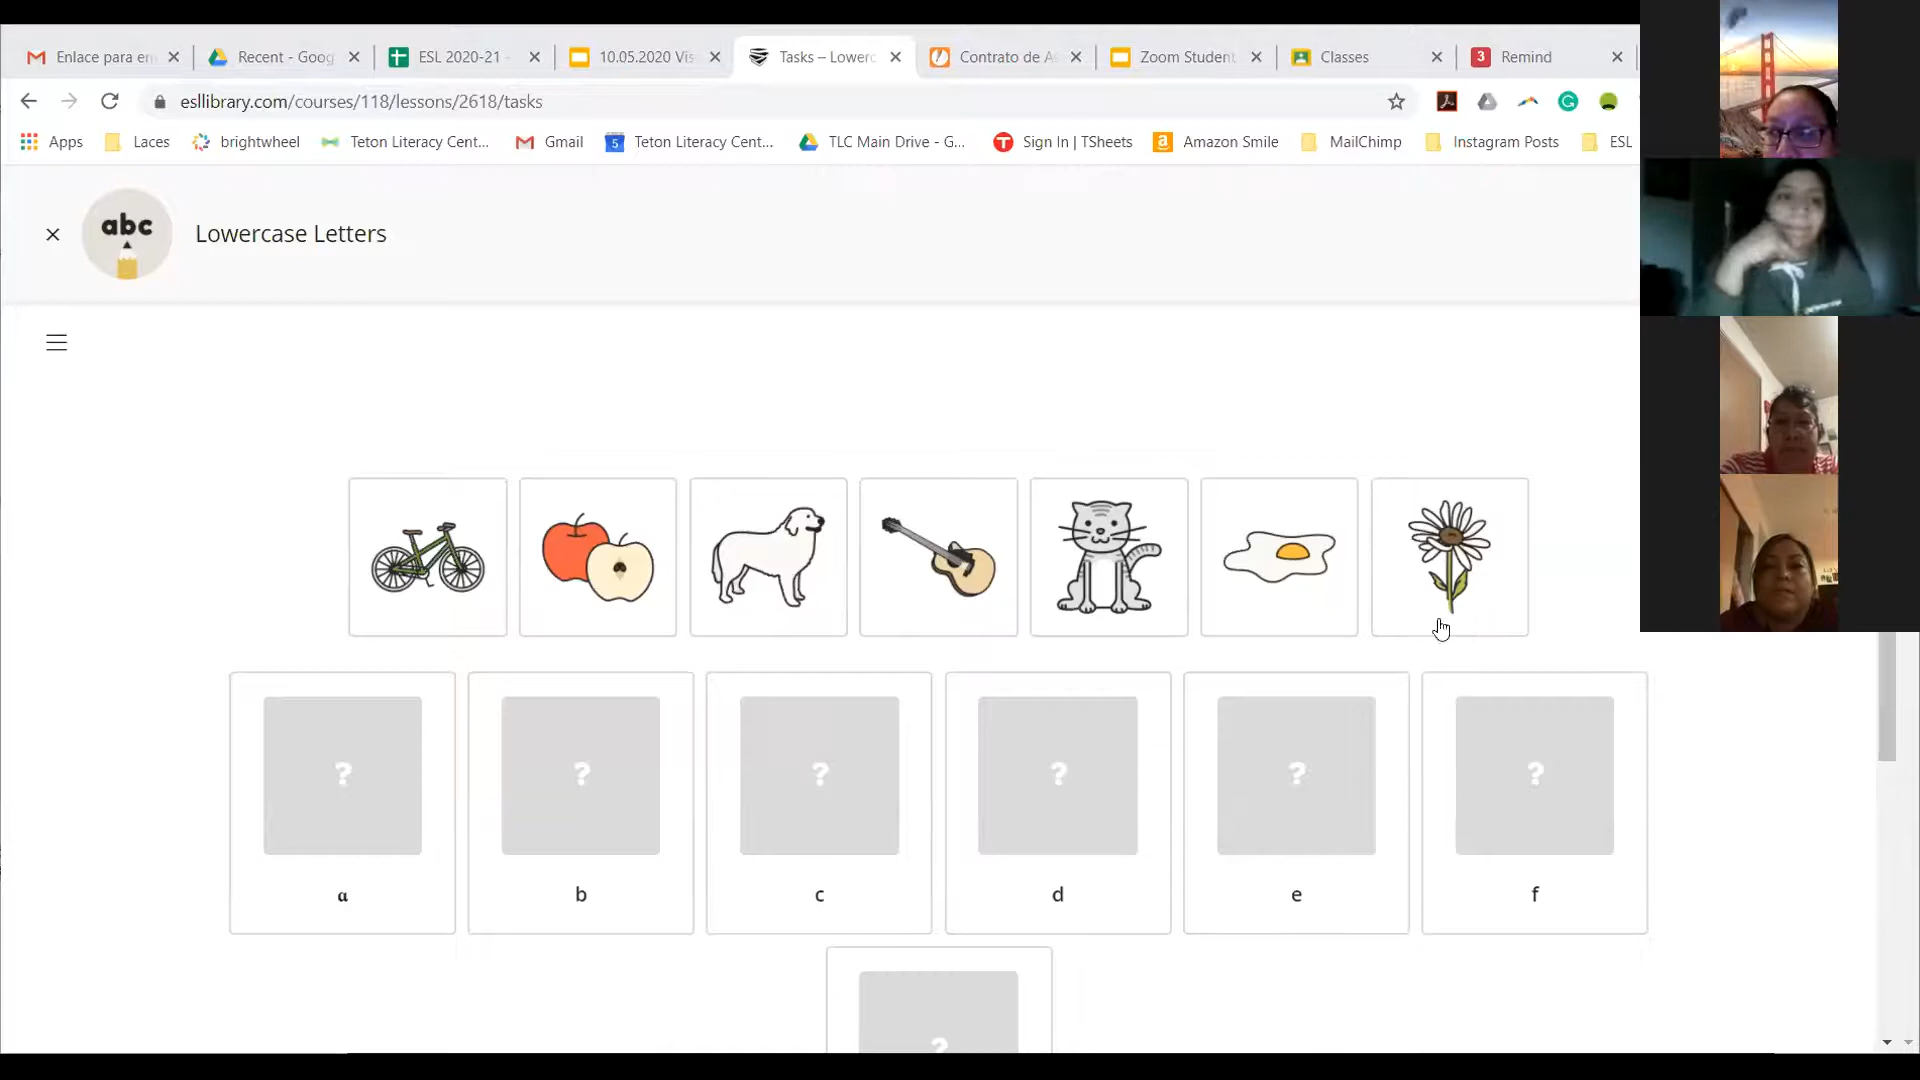 Enlace para en
Recent - Goog
ESL 2020-21 -
10.05.2020 Vis
Tasks – Lowerc
Contrato de As
Zoom Student
Classes
3 Remind
esllibrary.com/courses/118/lessons/2618/tasks
Apps
Laces
brightwheel
Teton Literacy Cent...
Gmail
5 Teton Literacy Cent...
TLC Main Drive - G...
Sign In | TSheets
Amazon Smile
MailChimp
Instagram Posts
ESL
abc
Lowercase Letters
? ? ? ? ? ?
a b c d e f
?